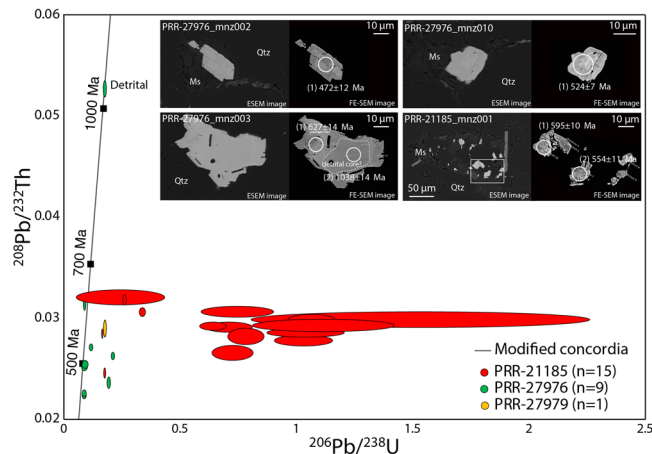 0.06
0.05
0.04
0.03
0.02
208Pb/232Th
1000 Ma
700 Ma
500 Ma
Detrital
PRR-27976_mnz002
10 µm
Qtz
Ms
(1) 472±12 Ma
ESEM image
FE-SEM image
PRR-27976_mnz010
10 µm
Ms
Qtz
(1) 524±7 Ma
ESEM image
FE-SEM image
PRR-27976_mnz003
10 µm
(1) 627±14 Ma
detrital core?
(2) 1038±14 Ma
Qtz
ESEM image
FE-SEM image
PRR-21185_mnz001
10 µm
(1) 595±10 Ma
Ms
(2) 554±11 Ma
50 µm
Qtz
ESEM image
FE-SEM image
Modified concordia
PRR-21185 (n=15)
PRR-27976 (n=9)
PRR-27979 (n=1)
0
0.5
1
1.5
2
2.5
206Pb/238U